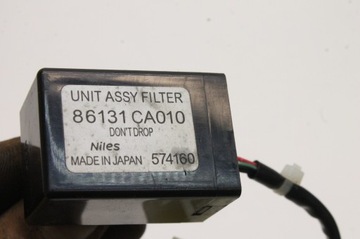 UNIT ASSY FILTER
86131 CA010
DON'T DROP
Niles
MADE IN JAPAN 574160